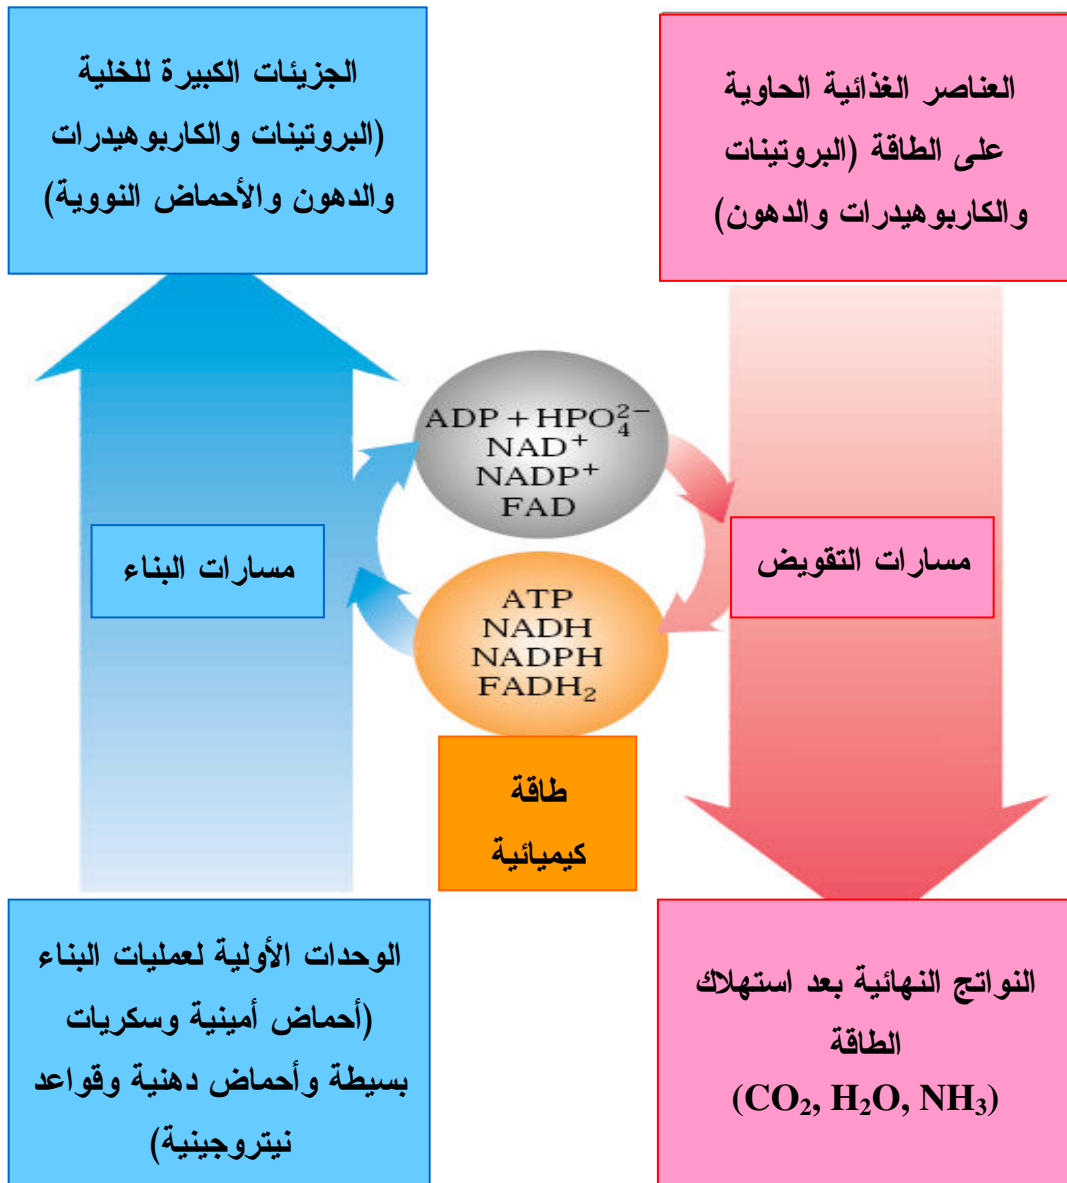 العناصر الغذائية الحاوية
على الطاقة (البروتينات
والكاربوهيدرات والدهون)
الجزيئات الكبيرة للخلية
(البروتينات والكاربوهيدرات
والدهون والأحماض النووية)
ADP + HPO₄²⁻
NAD⁺
NADP⁺
FAD
مسارات التقويض
مسارات البناء
ATP
NADH
NADPH
FADH₂
طاقة
كيميائية
النواتج النهائية بعد استهلاك
الطاقة
(CO₂, H₂O, NH₃)
الوحدات الأولية لعمليات البناء
(أحماض أمينية وسكريات
بسيطة وأحماض دهنية وقواعد
نيتروجينية)